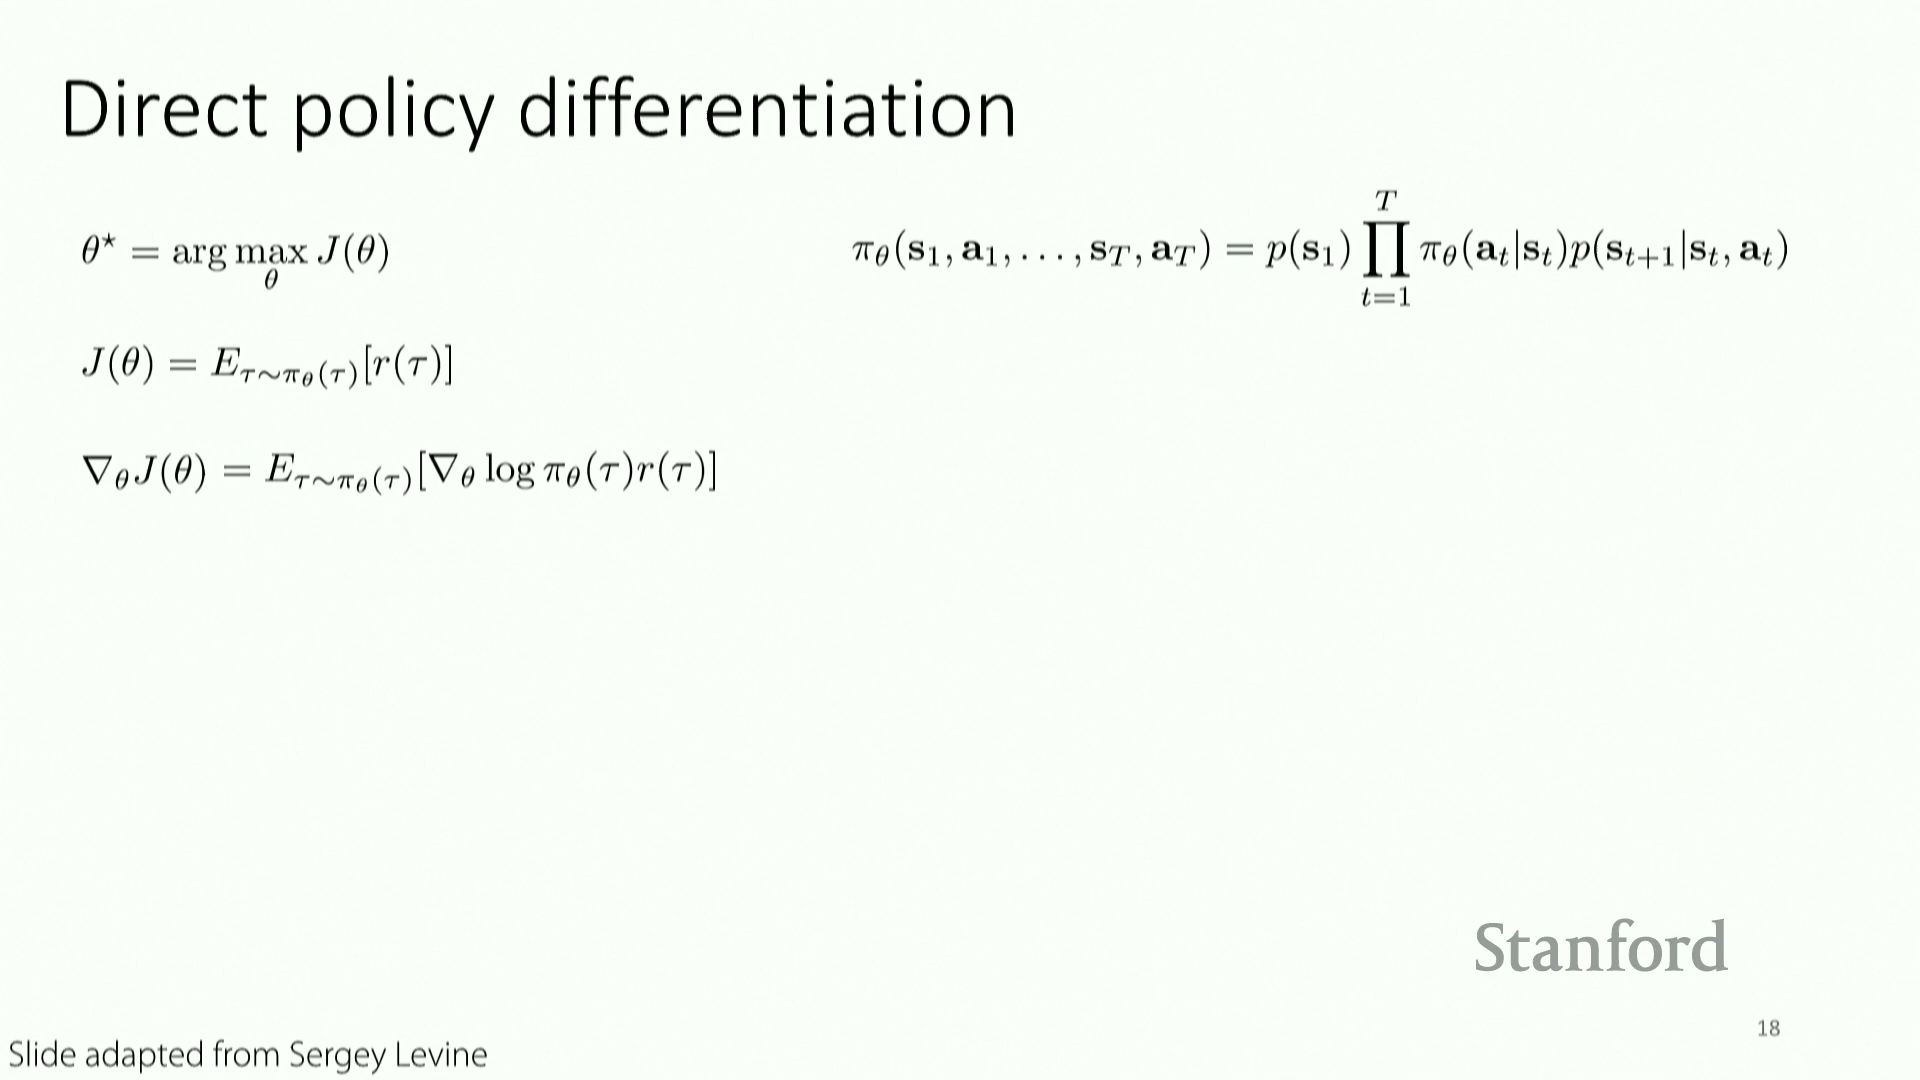 Direct policy differentiation
θ⋆ = arg max_θ J(θ)
π_θ(s_1, a_1, . . . , s_T, a_T) = p(s_1) ∏_{t=1}^{T} π_θ(a_t|s_t)p(s_{t+1}|s_t, a_t)
J(θ) = E_{τ∼π_θ(τ)}[r(τ)]
∇_θ J(θ) = E_{τ∼π_θ(τ)}[∇_θ log π_θ(τ)r(τ)]
Stanford
18
Slide adapted from Sergey Levine